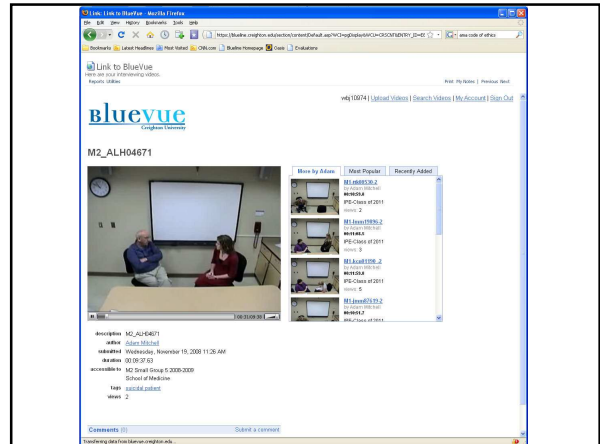 Link: Link to BlueVue - Mozilla Firefox
File Edit View History Bookmarks Tools Help
area code of ethics
Bookmarks Latest Headlines Most Visited CNN.com Blueline Homepage Oasis Evaluations
Link to BlueVue
Here are your interviewing videos.
Reports Utilities
Print My Notes | Previous Next
wbj10974 | Upload Videos | Search Videos | My Account | Sign Out
Bluevue
Creighton University
M2_ALH04671
More by Adam Most Popular Recently Added
by Adam Mitchell
IPE-Class of 2011
views: 2
by Adam Mitchell
IPE-Class of 2011
views: 3
by Adam Mitchell
IPE-Class of 2011
views: 5
by Adam Mitchell
IPE-Class of 2011
description M2_ALH04671
author Adam Mitchell
submitted Wednesday, November 19, 2008 11:26 AM
duration 00:09:37.63
accessible to M2 Small Group 5 2008-2009
School of Medicine
tags suicidal patient
views 2
Comments (0) Submit a comment
Transferring data from bluevue.creighton.edu...